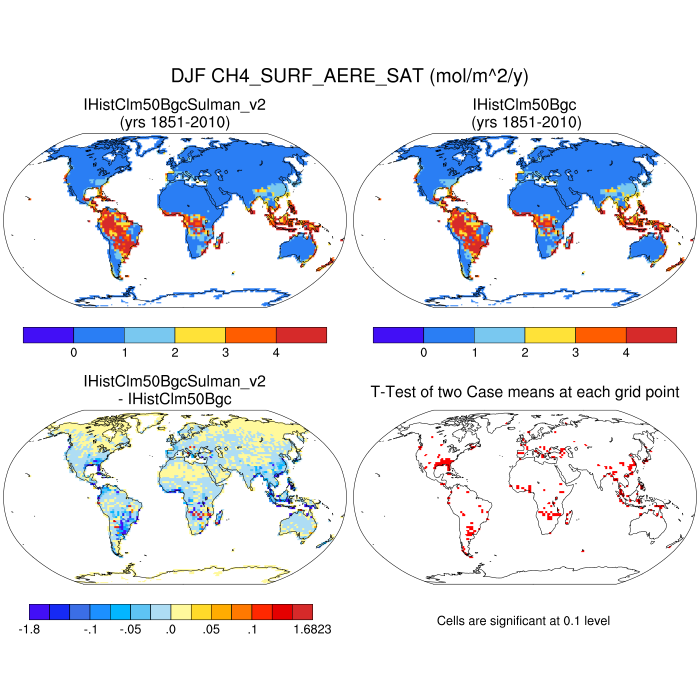 DJF CH4_SURF_AERE_SAT (mol/m^2/y)
IHistClm50BgcSulman_v2
(yrs 1851-2010)
IHistClm50Bgc
(yrs 1851-2010)
0 1 2 3 4
0 1 2 3 4
IHistClm50BgcSulman_v2
- IHistClm50Bgc
T-Test of two Case means at each grid point
-1.8 -.1 -.05 .0 .05 .1 1.6823
Cells are significant at 0.1 level